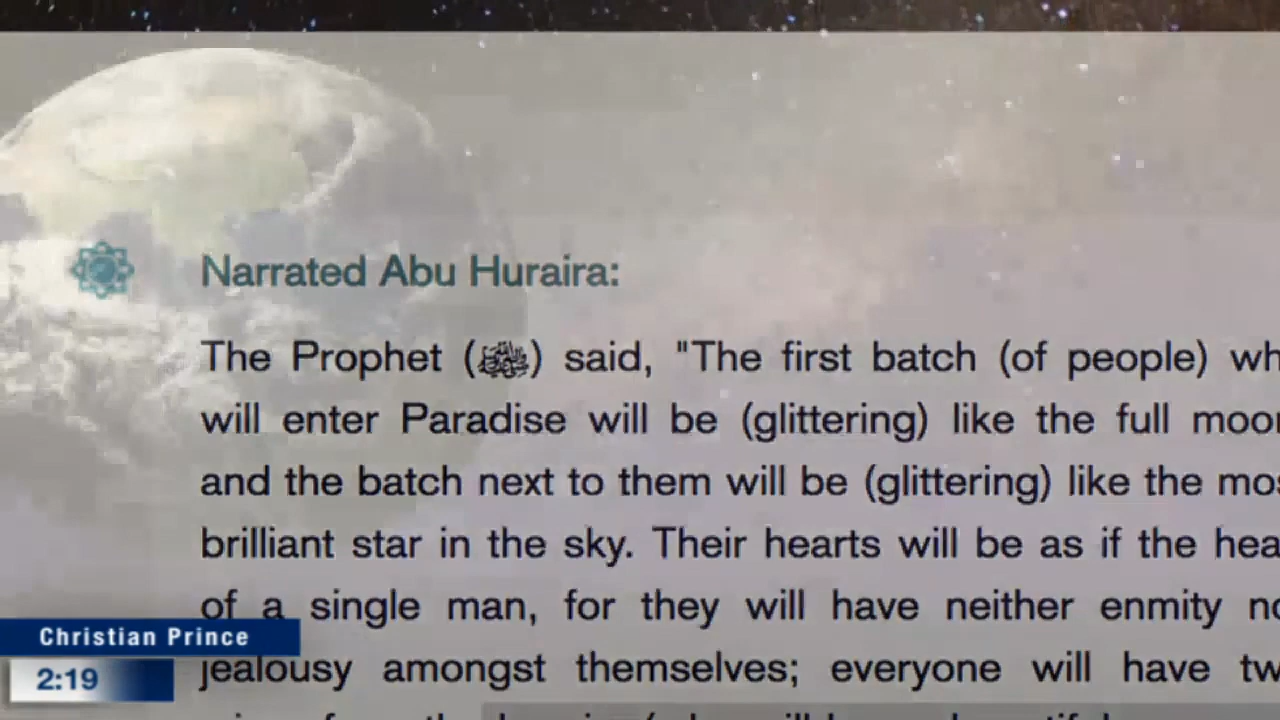 Narrated Abu Huraira:
The Prophet (ﷺ) said, "The first batch (of people) wh
will enter Paradise will be (glittering) like the full moon
and the batch next to them will be (glittering) like the mos
brilliant star in the sky. Their hearts will be as if the hea
of a single man, for they will have neither enmity no
jealousy amongst themselves; everyone will have tw
Christian Prince
2:19